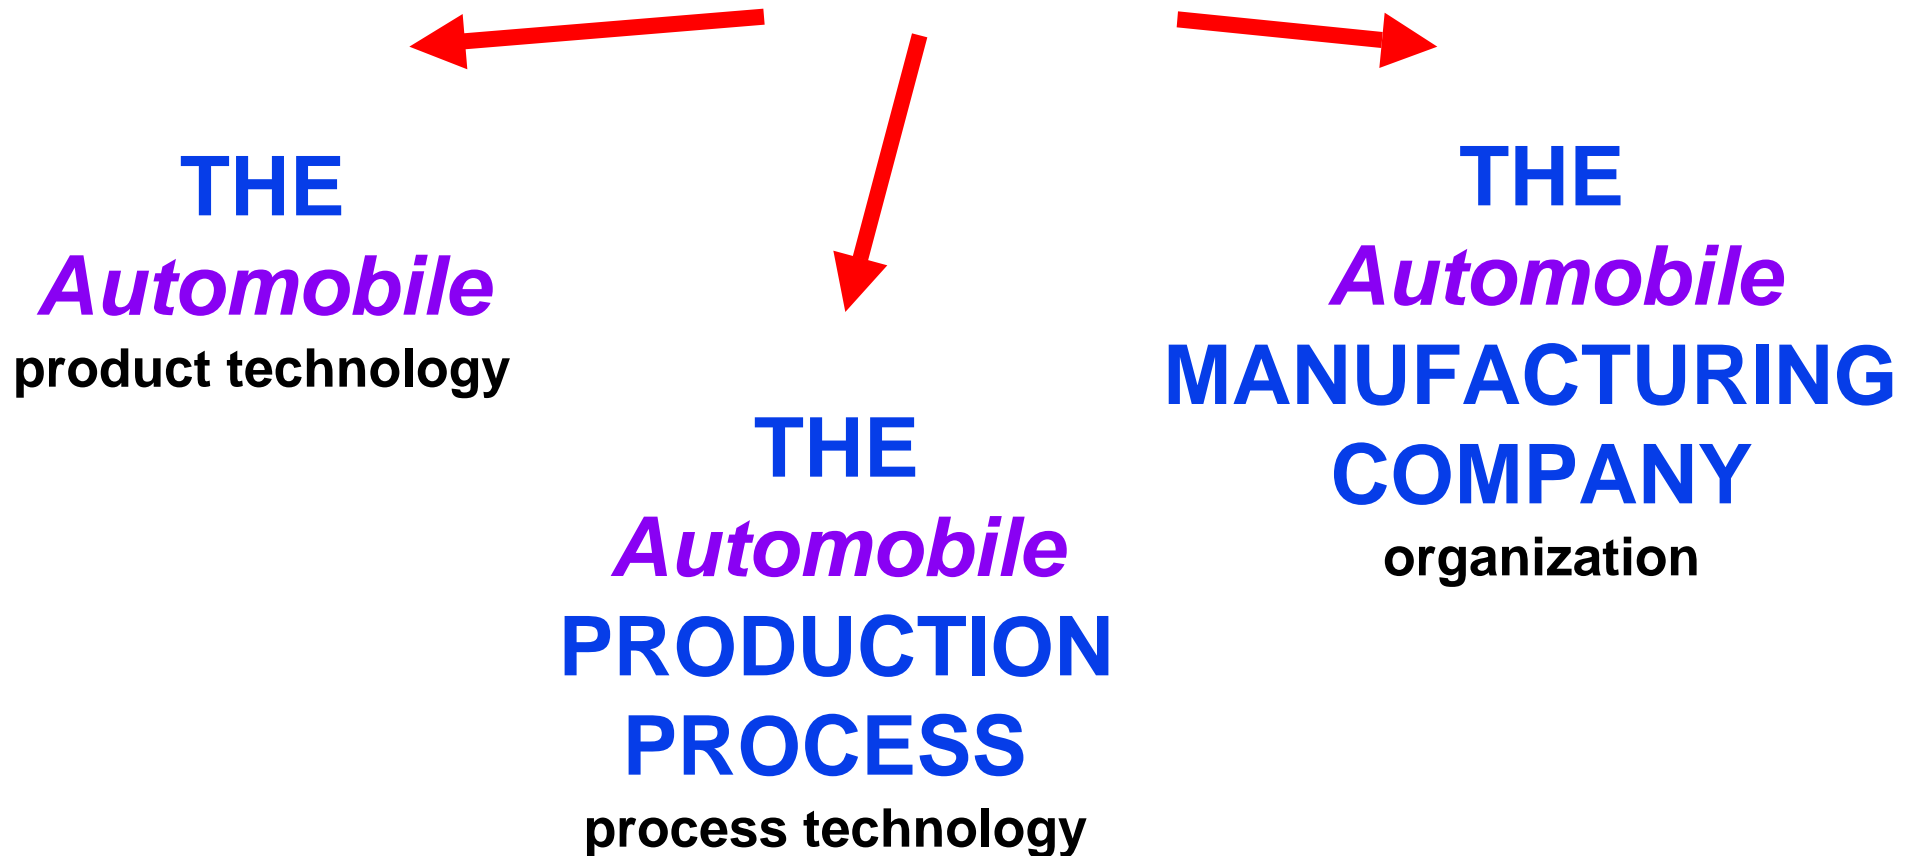 THE
Automobile
product technology
THE
Automobile
PRODUCTION
PROCESS
process technology
THE
Automobile
MANUFACTURING
COMPANY
organization